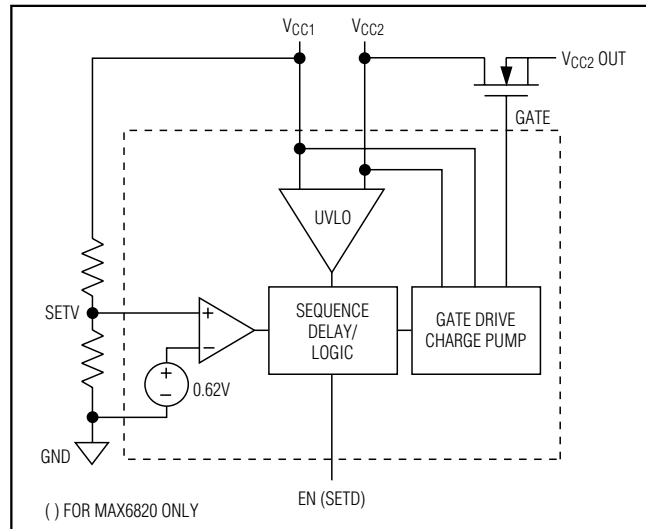 VCC1
VCC2
VCC2 OUT
GATE
UVLO
SETV
+
−
SEQUENCE
DELAY/
LOGIC
GATE DRIVE
CHARGE PUMP
+
−
0.62V
GND
EN (SETD)
( ) FOR MAX6820 ONLY